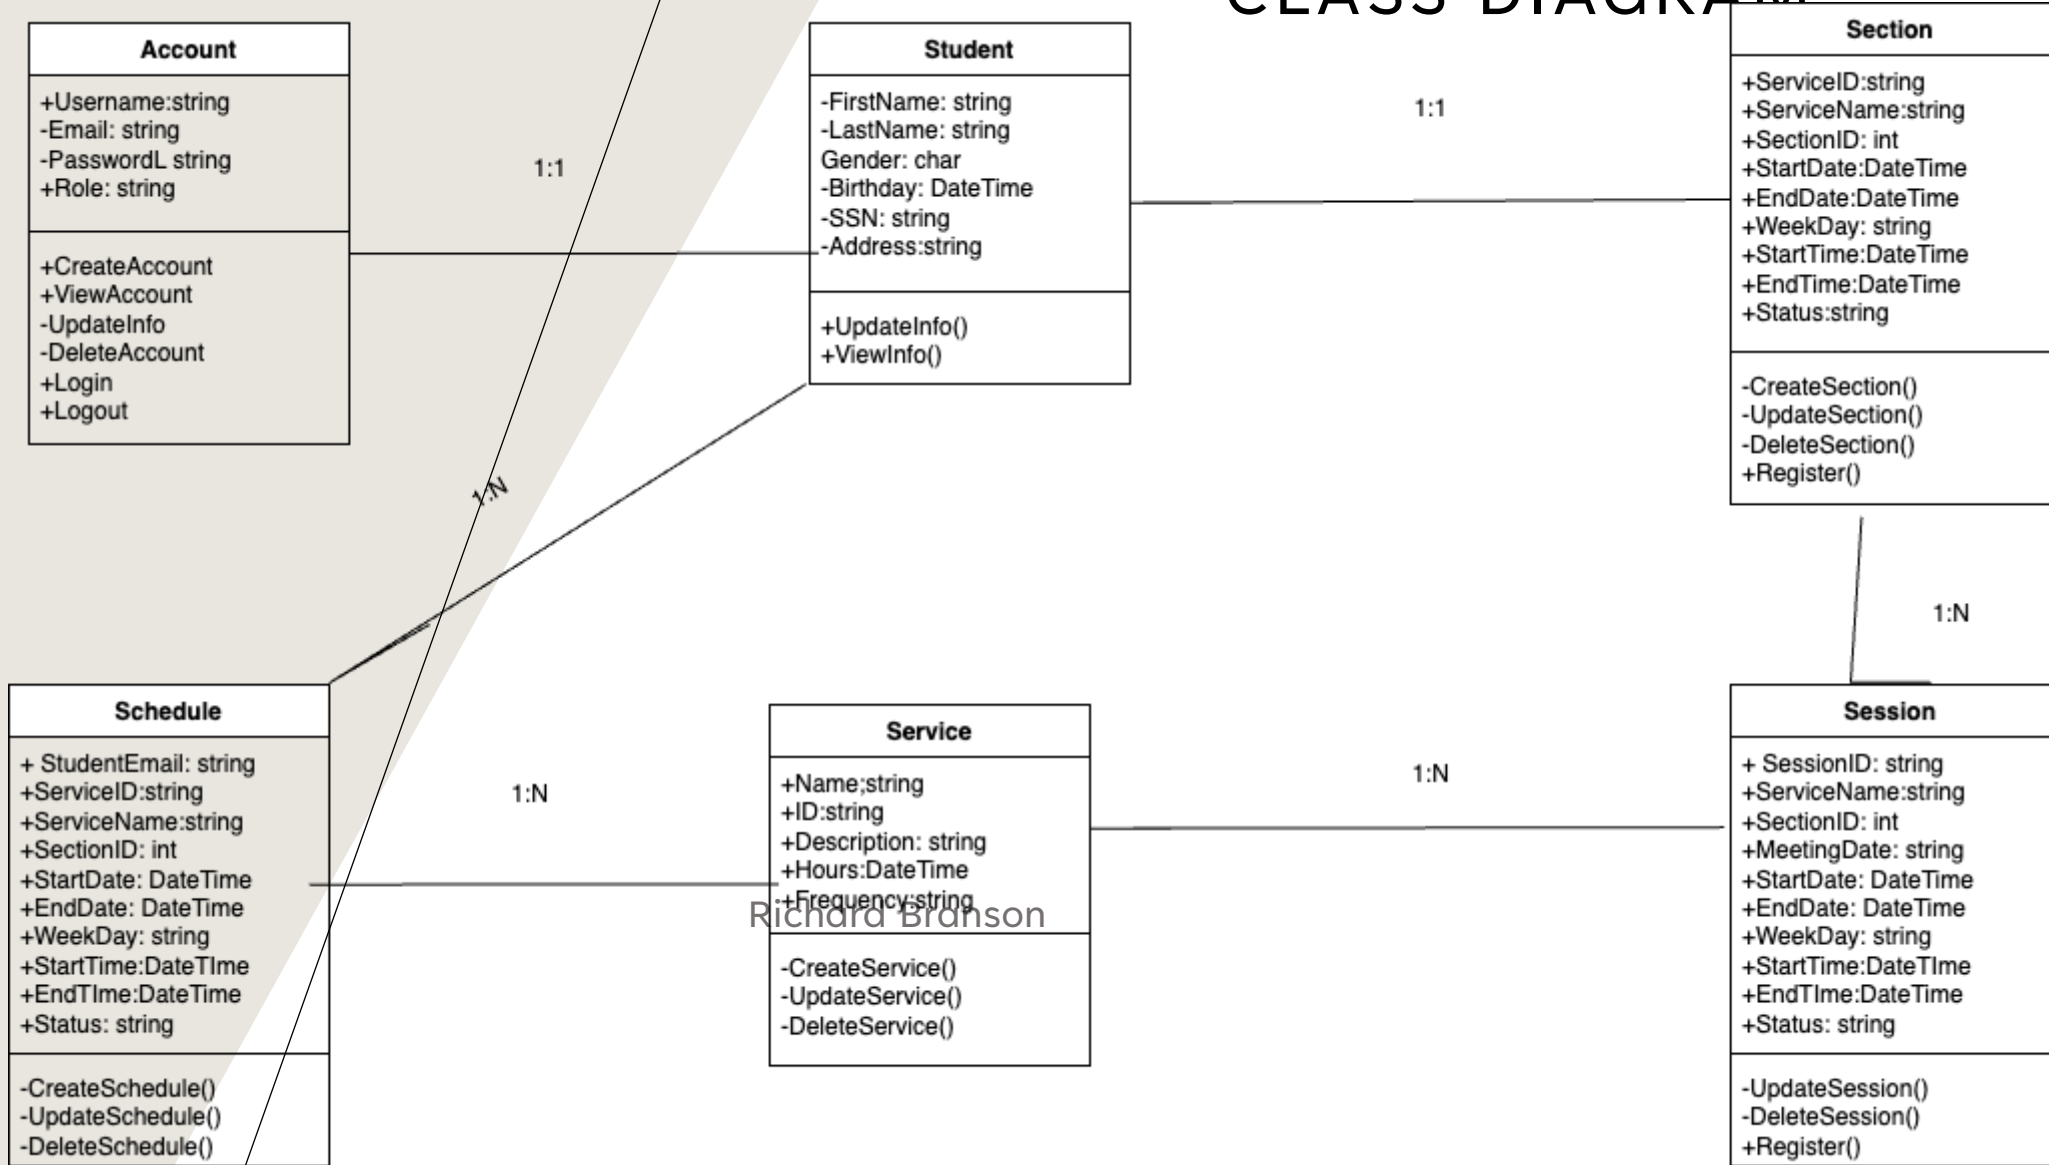 CLASS DIAGRAM
Account
+Username:string
-Email: string
-PasswordL string
+Role: string
+CreateAccount
+ViewAccount
-UpdateInfo
-DeleteAccount
+Login
+Logout
1:1
Student
-FirstName: string
-LastName: string
Gender: char
-Birthday: DateTime
-SSN: string
-Address:string
+UpdateInfo()
+ViewInfo()
1:1
Section
+ServiceID:string
+ServiceName:string
+SectionID: int
+StartDate:DateTime
+EndDate:DateTime
+WeekDay: string
+StartTime:DateTime
+EndTime:DateTime
+Status:string
-CreateSection()
-UpdateSection()
-DeleteSection()
+Register()
1:N
1:N
Schedule
+ StudentEmail: string
+ServiceID:string
+ServiceName:string
+SectionID: int
+StartDate: DateTime
+EndDate: DateTime
+WeekDay: string
+StartTime:DateTIme
+EndTIme:DateTime
+Status: string
-CreateSchedule()
-UpdateSchedule()
-DeleteSchedule()
1:N
Service
+Name;string
+ID:string
+Description: string
+Hours:DateTime
+Frequency:string
Richard Branson
-CreateService()
-UpdateService()
-DeleteService()
1:N
Session
+ SessionID: string
+ServiceName:string
+SectionID: int
+MeetingDate: string
+StartDate: DateTime
+EndDate: DateTime
+WeekDay: string
+StartTime:DateTIme
+EndTIme:DateTime
+Status: string
-UpdateSession()
-DeleteSession()
+Register()